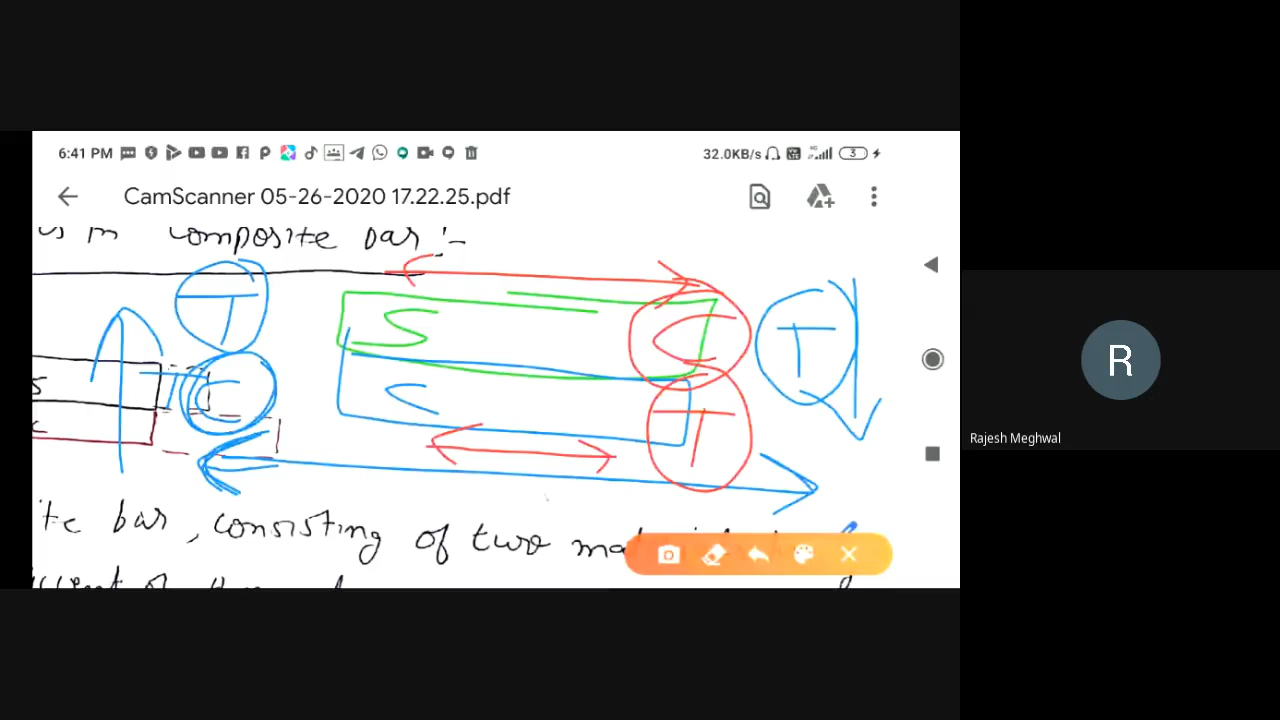 6:41 PM 32.0KB/s 3
CamScanner 05-26-2020 17.22.25.pdf
composite bar :-
T
S C T
S C C
C T
te bar, consisting of two
R
Rajesh Meghwal